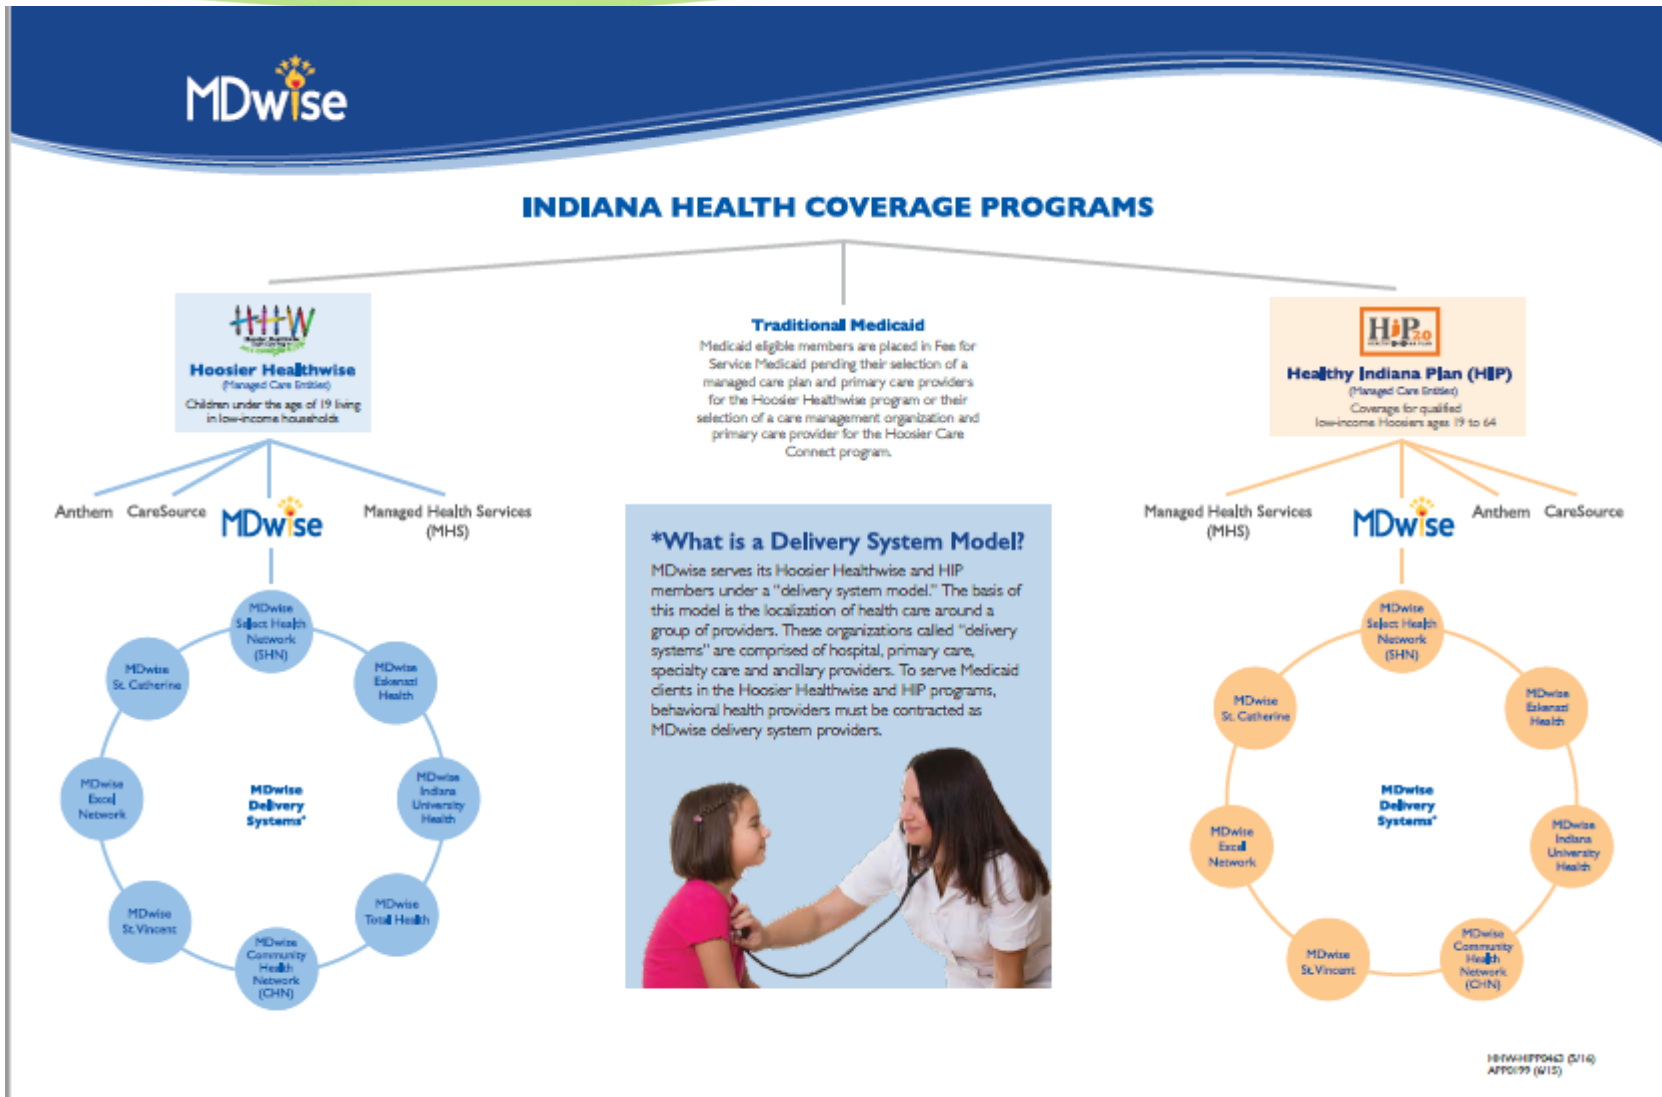 MDwise
INDIANA HEALTH COVERAGE PROGRAMS
HHW
Hoosier Healthwise
(Managed Care Entities)
Children under the age of 19 living
in low-income households
Anthem
CareSource
MDwise
Managed Health Services
(MHS)
MDwise
Select Health
Network
(SHN)
MDwise
Eskenazi
Health
MDwise
Indiana
University
Health
MDwise
Total Health
MDwise
Community
Health
Network
(CHN)
MDwise
St. Vincent
MDwise
Excel
Network
MDwise
St. Catherine
MDwise
Delivery
Systems*
Traditional Medicaid
Medicaid eligible members are placed in Fee for
Service Medicaid pending their selection of a
managed care plan and primary care providers
for the Hoosier Healthwise program or their
selection of a care management organization and
primary care provider for the Hoosier Care
Connect program.
*What is a Delivery System Model?
MDwise serves its Hoosier Healthwise and HIP
members under a “delivery system model.” The basis of
this model is the localization of health care around a
group of providers. These organizations called “delivery
systems” are comprised of hospital, primary care,
specialty care and ancillary providers. To serve Medicaid
clients in the Hoosier Healthwise and HIP programs,
behavioral health providers must be contracted as
MDwise delivery system providers.
HiP 2.0
Healthy Indiana Plan (HIP)
(Managed Care Entities)
Coverage for qualified
low-income Hoosiers ages 19 to 64
Managed Health Services
(MHS)
MDwise
Anthem
CareSource
MDwise
Select Health
Network
(SHN)
MDwise
Eskenazi
Health
MDwise
Indiana
University
Health
MDwise
Community
Health
Network
(CHN)
MDwise
St. Vincent
MDwise
Excel
Network
MDwise
St. Catherine
MDwise
Delivery
Systems*
HHW-HIPP0463 (5/16)
APP0199 (6/15)